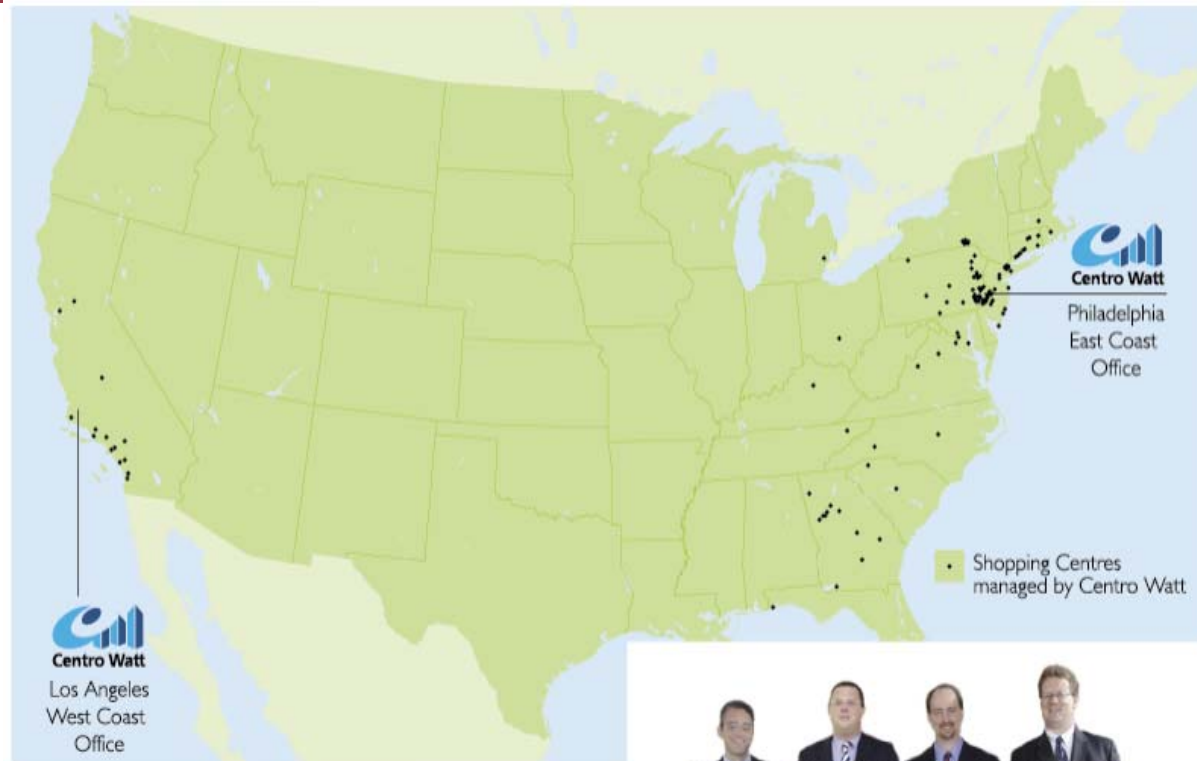 Centro Watt
Philadelphia
East Coast
Office
Shopping Centres
managed by Centro Watt
Centro Watt
Los Angeles
West Coast
Office